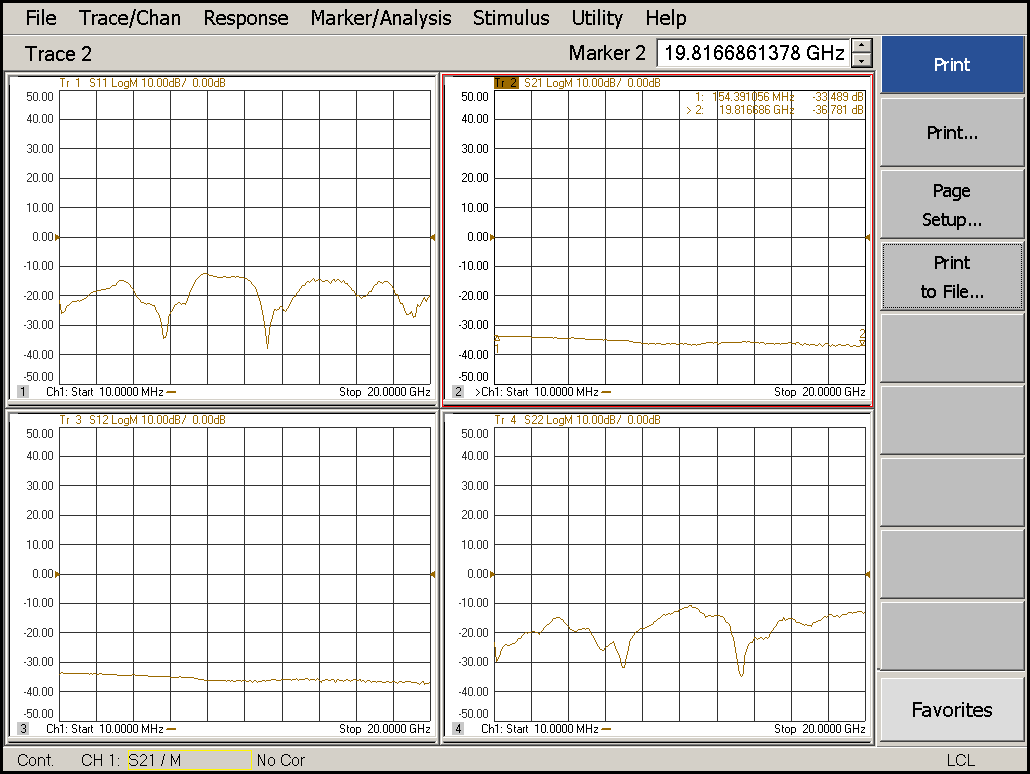 File Trace/Chan Response Marker/Analysis Stimulus Utility Help
Trace 2 Marker 2 19.8166861378 GHz
Tr 1 S11 LogM 10.00dB/ 0.00dB
50.00
40.00
30.00
20.00
10.00
0.00
-10.00
-20.00
-30.00
-40.00
-50.00
1 Ch1: Start 10.0000 MHz Stop 20.0000 GHz
Tr 2 S21 LogM 10.00dB/ 0.00dB
1: 154.391056 MHz -33.489 dB
> 2: 19.816686 GHz -36.781 dB
50.00
40.00
30.00
20.00
10.00
0.00
-10.00
-20.00
-30.00
-40.00
-50.00
1
2
2 >Ch1: Start 10.0000 MHz Stop 20.0000 GHz
Tr 3 S12 LogM 10.00dB/ 0.00dB
50.00
40.00
30.00
20.00
10.00
0.00
-10.00
-20.00
-30.00
-40.00
-50.00
3 Ch1: Start 10.0000 MHz Stop 20.0000 GHz
Tr 4 S22 LogM 10.00dB/ 0.00dB
50.00
40.00
30.00
20.00
10.00
0.00
-10.00
-20.00
-30.00
-40.00
-50.00
4 Ch1: Start 10.0000 MHz Stop 20.0000 GHz
Print
Print...
Page
Setup...
Print
to File...
Favorites
Cont. CH 1: S21 / M No Cor LCL